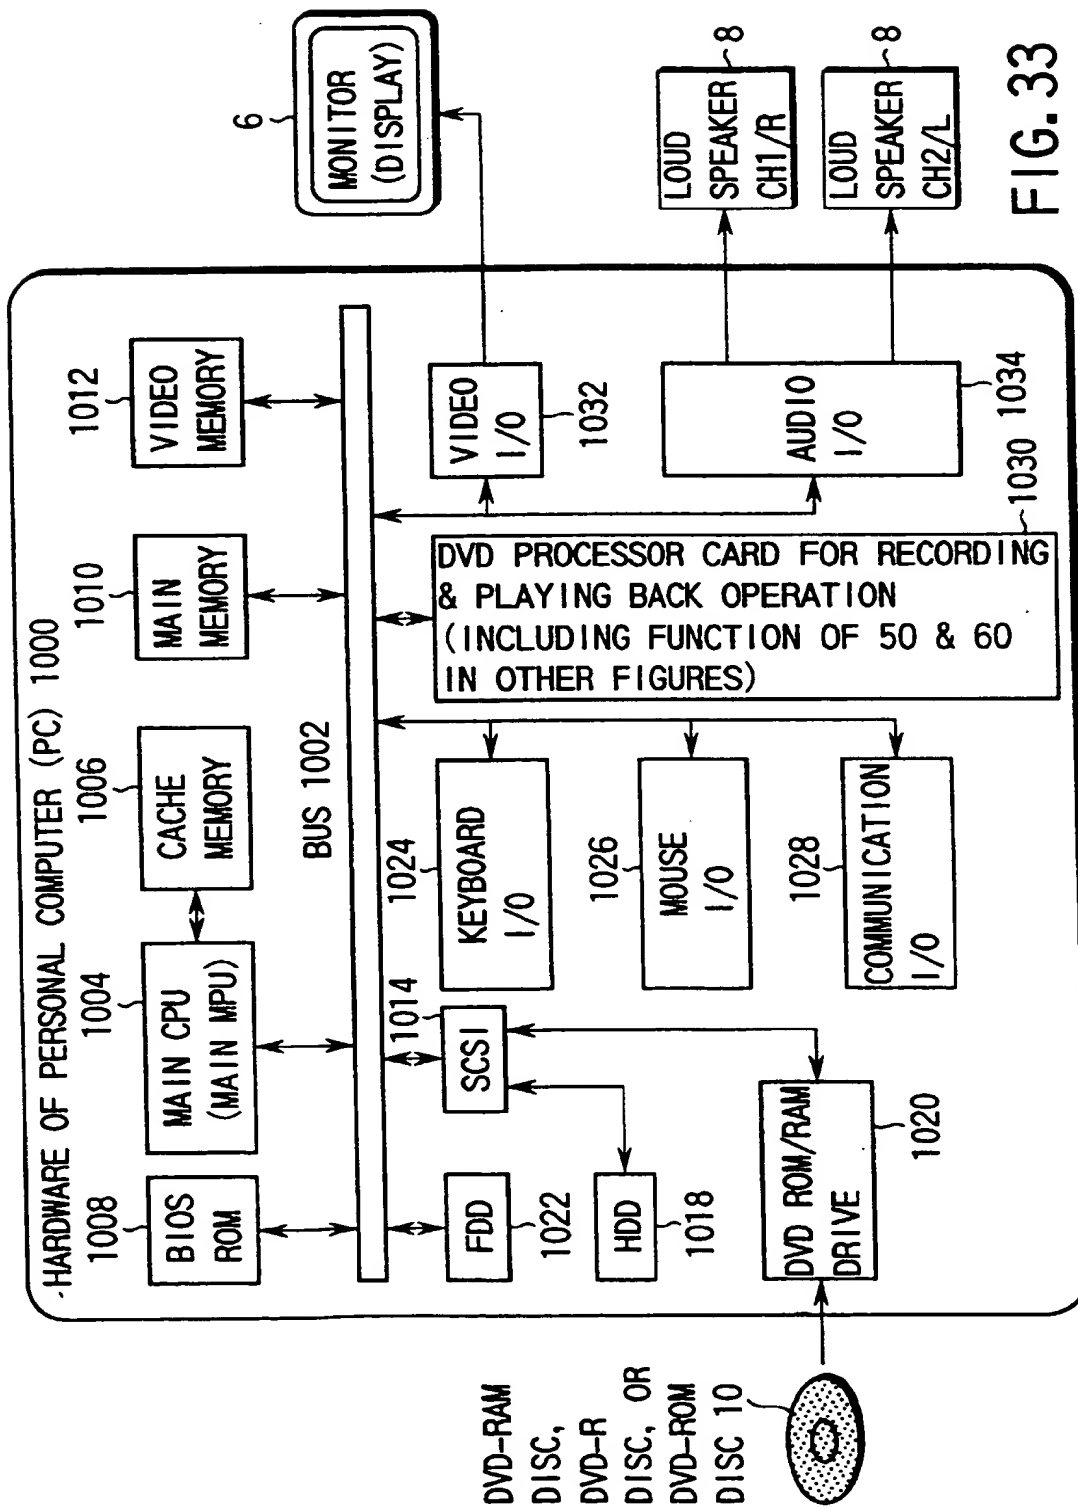 HARDWARE OF PERSONAL COMPUTER (PC) 1000
1008
BIOS
ROM
1004
MAIN CPU
(MAIN MPU)
1006
CACHE
MEMORY
1010
MAIN
MEMORY
1012
VIDEO
MEMORY
6
MONITOR
(DISPLAY)
BUS 1002
FDD
1022
HDD
1018
1014
SCSI
1024
KEYBOARD
I/O
1026
MOUSE
I/O
1028
COMMUNICATION
I/O
DVD PROCESSOR CARD FOR RECORDING
& PLAYING BACK OPERATION
(INCLUDING FUNCTION OF 50 & 60
IN OTHER FIGURES)
1030
VIDEO
I/O
1032
AUDIO
I/O
1034
LOUD
SPEAKER
CH1/R
8
LOUD
SPEAKER
CH2/L
8
DVD-RAM
DISC,
DVD-R
DISC, OR
DVD-ROM
DISC 10
DVD ROM/RAM
DRIVE
1020
FIG. 33